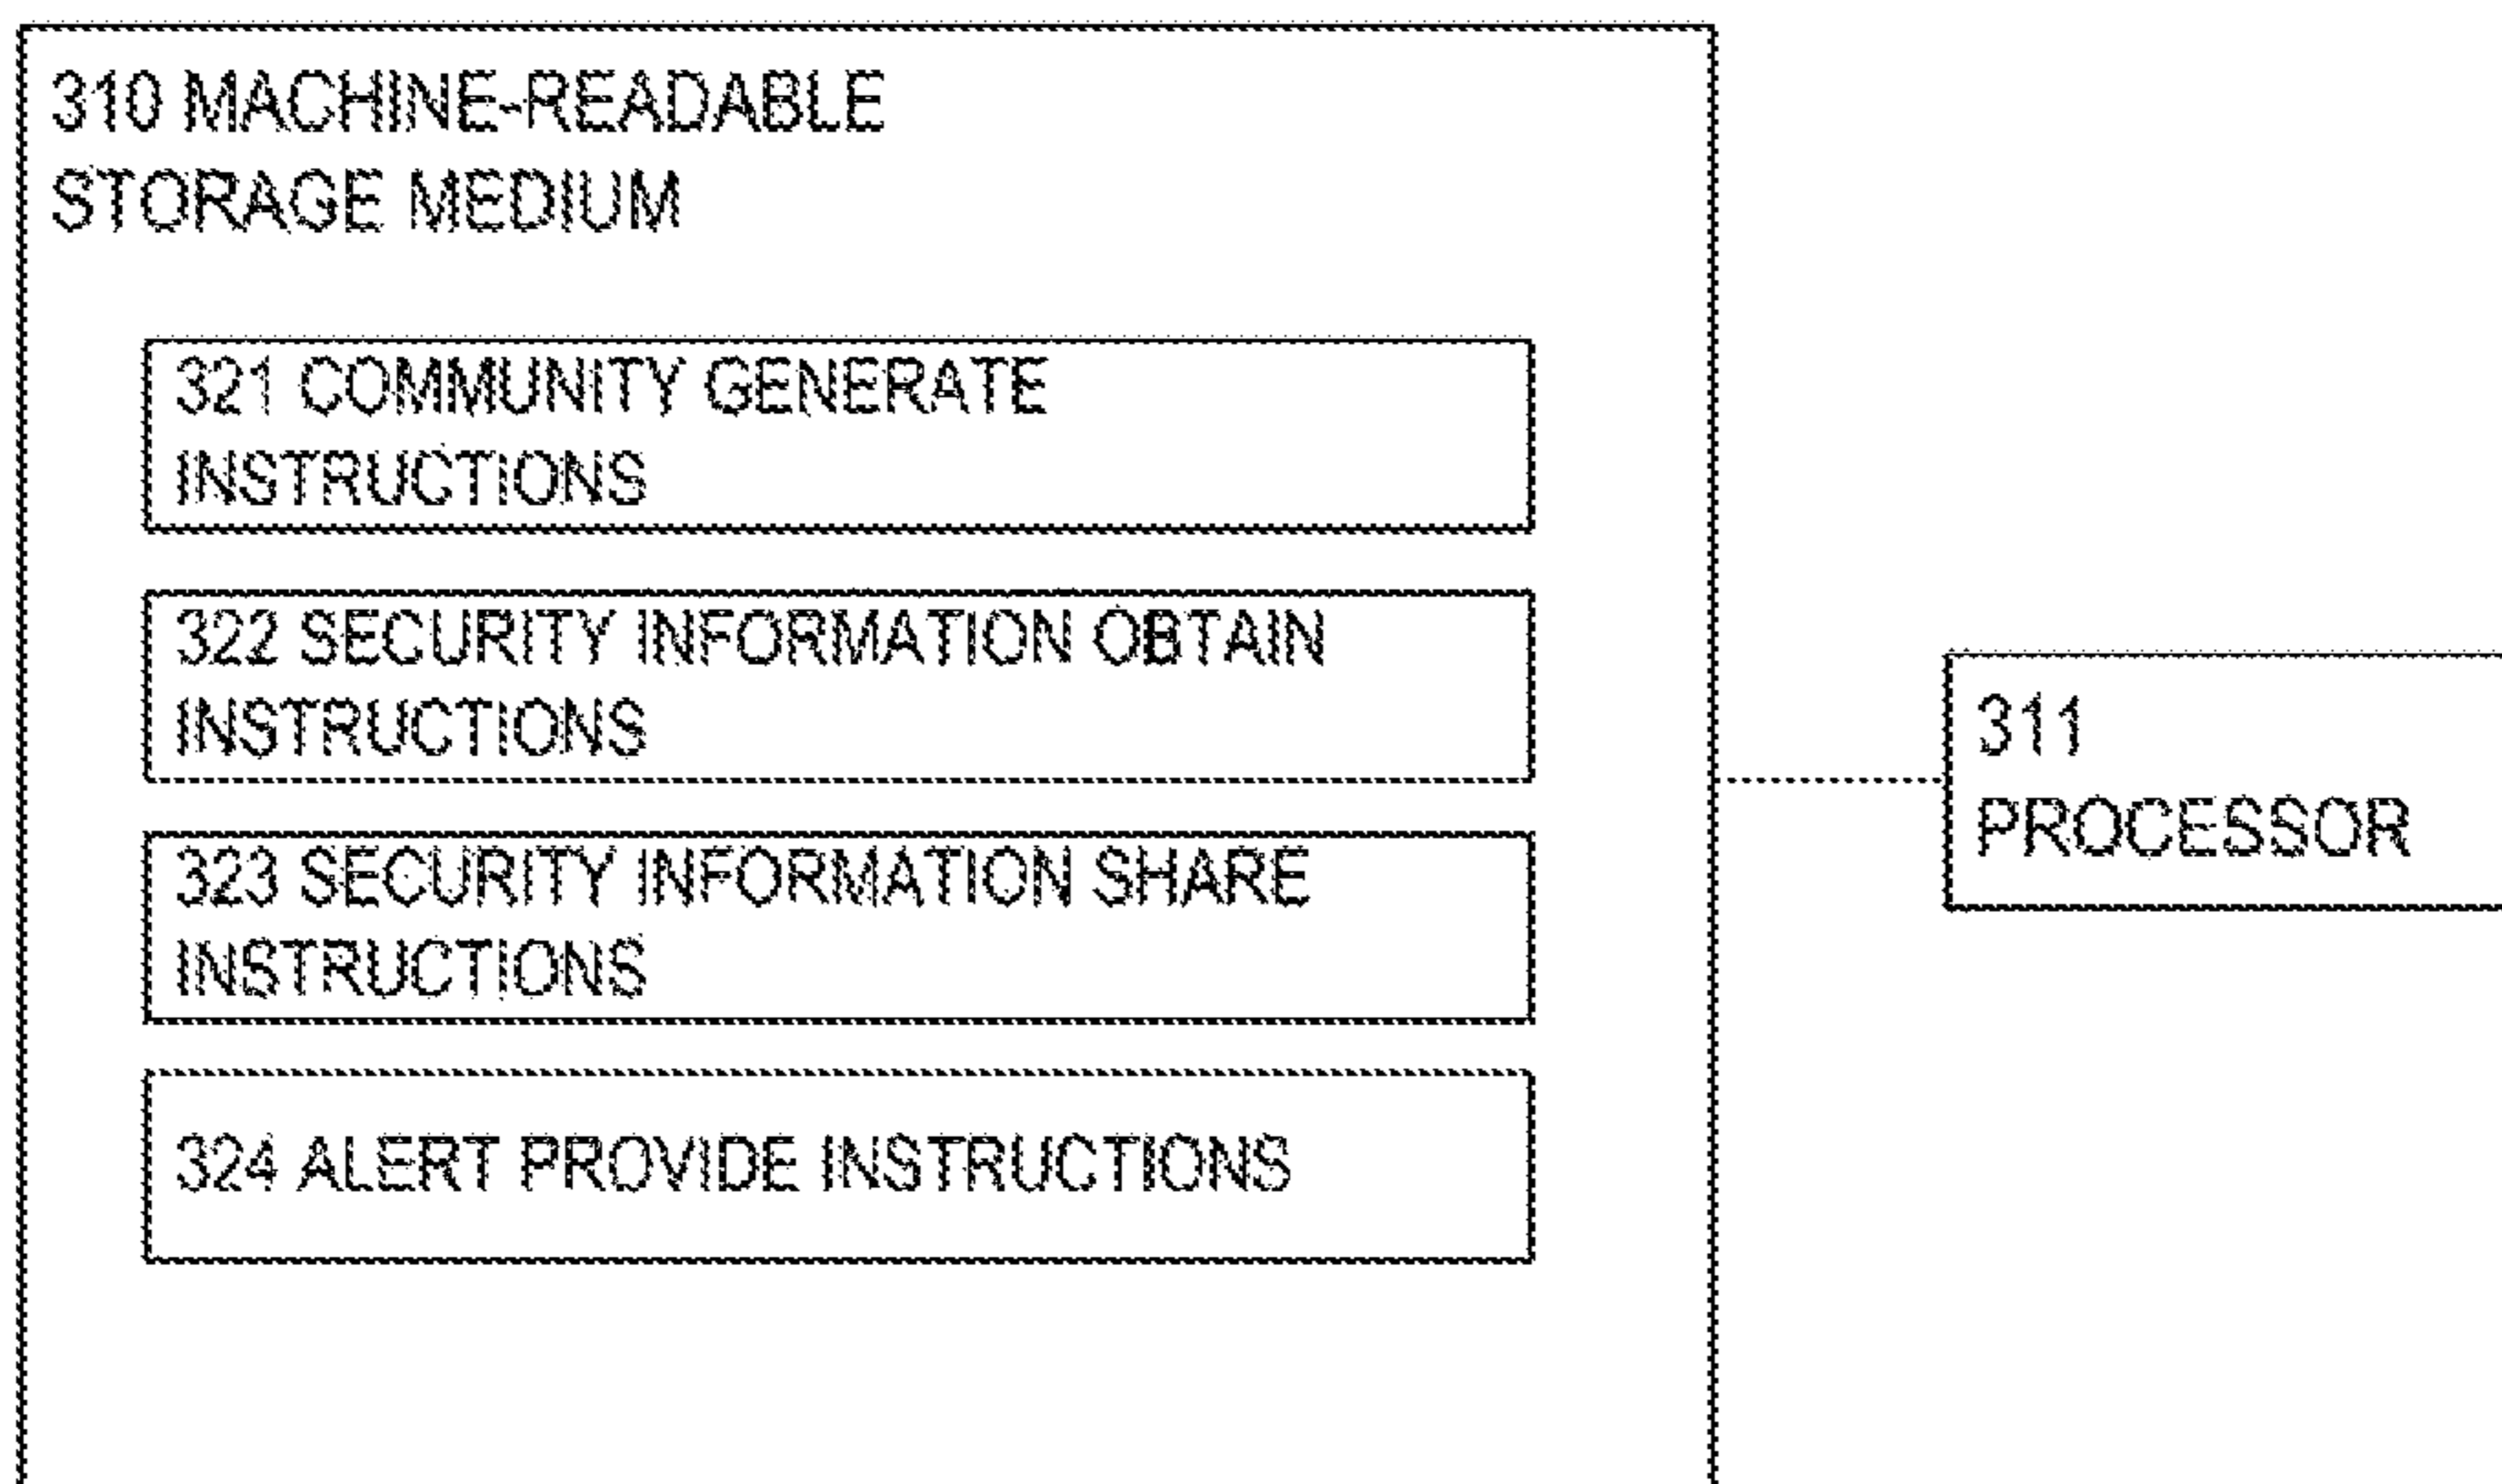 310 MACHINE-READABLE
STORAGE MEDIUM
321 COMMUNITY GENERATE
INSTRUCTIONS
322 SECURITY INFORMATION OBTAIN
INSTRUCTIONS
323 SECURITY INFORMATION SHARE
INSTRUCTIONS
324 ALERT PROVIDE INSTRUCTIONS
311
PROCESSOR